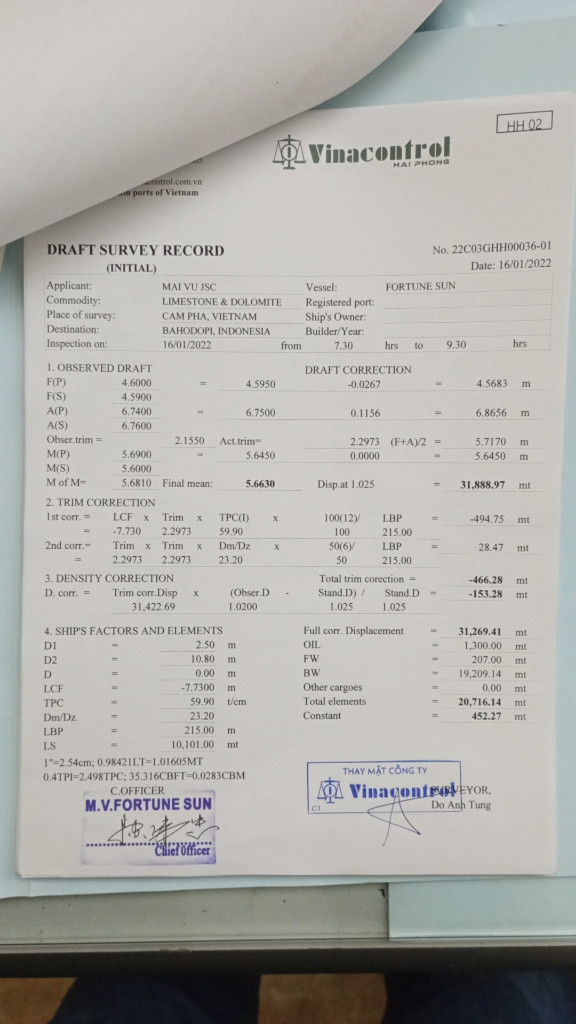 HH 02
Vinacontrol
HAI PHONG
control.com.vn
ports of Vietnam
DRAFT SURVEY RECORD No. 22C03GHH00036-01
(INITIAL) Date: 16/01/2022
Applicant: MAI VU JSC Vessel: FORTUNE SUN
Commodity: LIMESTONE & DOLOMITE Registered port:
Place of survey: CAM PHA, VIETNAM Ship's Owner:
Destination: BAHODOPI, INDONESIA Builder/Year:
Inspection on: 16/01/2022 from 7.30 hrs to 9.30 hrs
1. OBSERVED DRAFT DRAFT CORRECTION
F(P) 4.6000 = 4.5950 -0.0267 = 4.5683 m
F(S) 4.5900
A(P) 6.7400 = 6.7500 0.1156 = 6.8656 m
A(S) 6.7600
Obser.trim = 2.1550 Act.trim= 2.2973 (F+A)/2 = 5.7170 m
M(P) 5.6900 = 5.6450 0.0000 = 5.6450 m
M(S) 5.6000
M of M= 5.6810 Final mean: 5.6630 Disp.at 1.025 = 31,888.97 mt
2. TRIM CORRECTION
1st corr. = LCF x Trim x TPC(I) x 100(12)/ LBP = -494.75 mt
= -7.730 2.2973 59.90 100 215.00
2nd corr.= Trim x Trim x Dm/Dz x 50(6)/ LBP = 28.47 mt
= 2.2973 2.2973 23.20 50 215.00
3. DENSITY CORRECTION Total trim corection = -466.28 mt
D. corr. = Trim corr.Disp x (Obser.D - Stand.D) / Stand.D = -153.28 mt
31,422.69 1.0200 1.025 1.025
4. SHIP'S FACTORS AND ELEMENTS Full corr. Displacement = 31,269.41 mt
D1 = 2.50 m OIL = 1,300.00 mt
D2 = 10.80 m FW = 207.00 mt
D = 0.00 m BW = 19,209.14 mt
LCF = -7.7300 m Other cargoes = 0.00 mt
TPC = 59.90 t/cm Total elements = 20,716.14 mt
Dm/Dz = 23.20 Constant = 452.27 mt
LBP = 215.00 m
LS = 10,101.00 mt
1"=2.54cm; 0.98421LT=1.01605MT
0.4TPI=2.498TPC; 35.316CBFT=0.0283CBM
C.OFFICER
M.V.FORTUNE SUN
Chief Officer
THAY MẶT CÔNG TY
Vinacontrol
C1
SURVEYOR,
Do Anh Tung